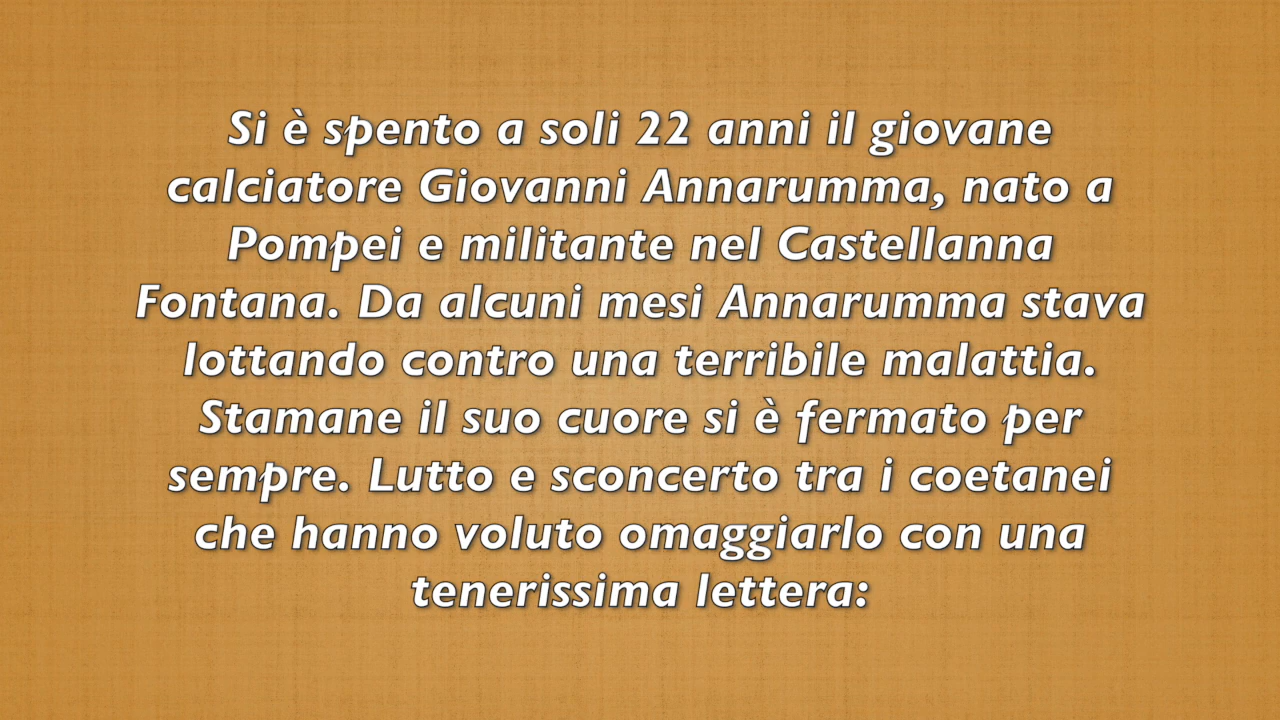 Si è spento a soli 22 anni il giovane
calciatore Giovanni Annarumma, nato a
Pompei e militante nel Castellanna
Fontana. Da alcuni mesi Annarumma stava
lottando contro una terribile malattia.
Stamane il suo cuore si è fermato per
sempre. Lutto e sconcerto tra i coetanei
che hanno voluto omaggiarlo con una
tenerissima lettera: